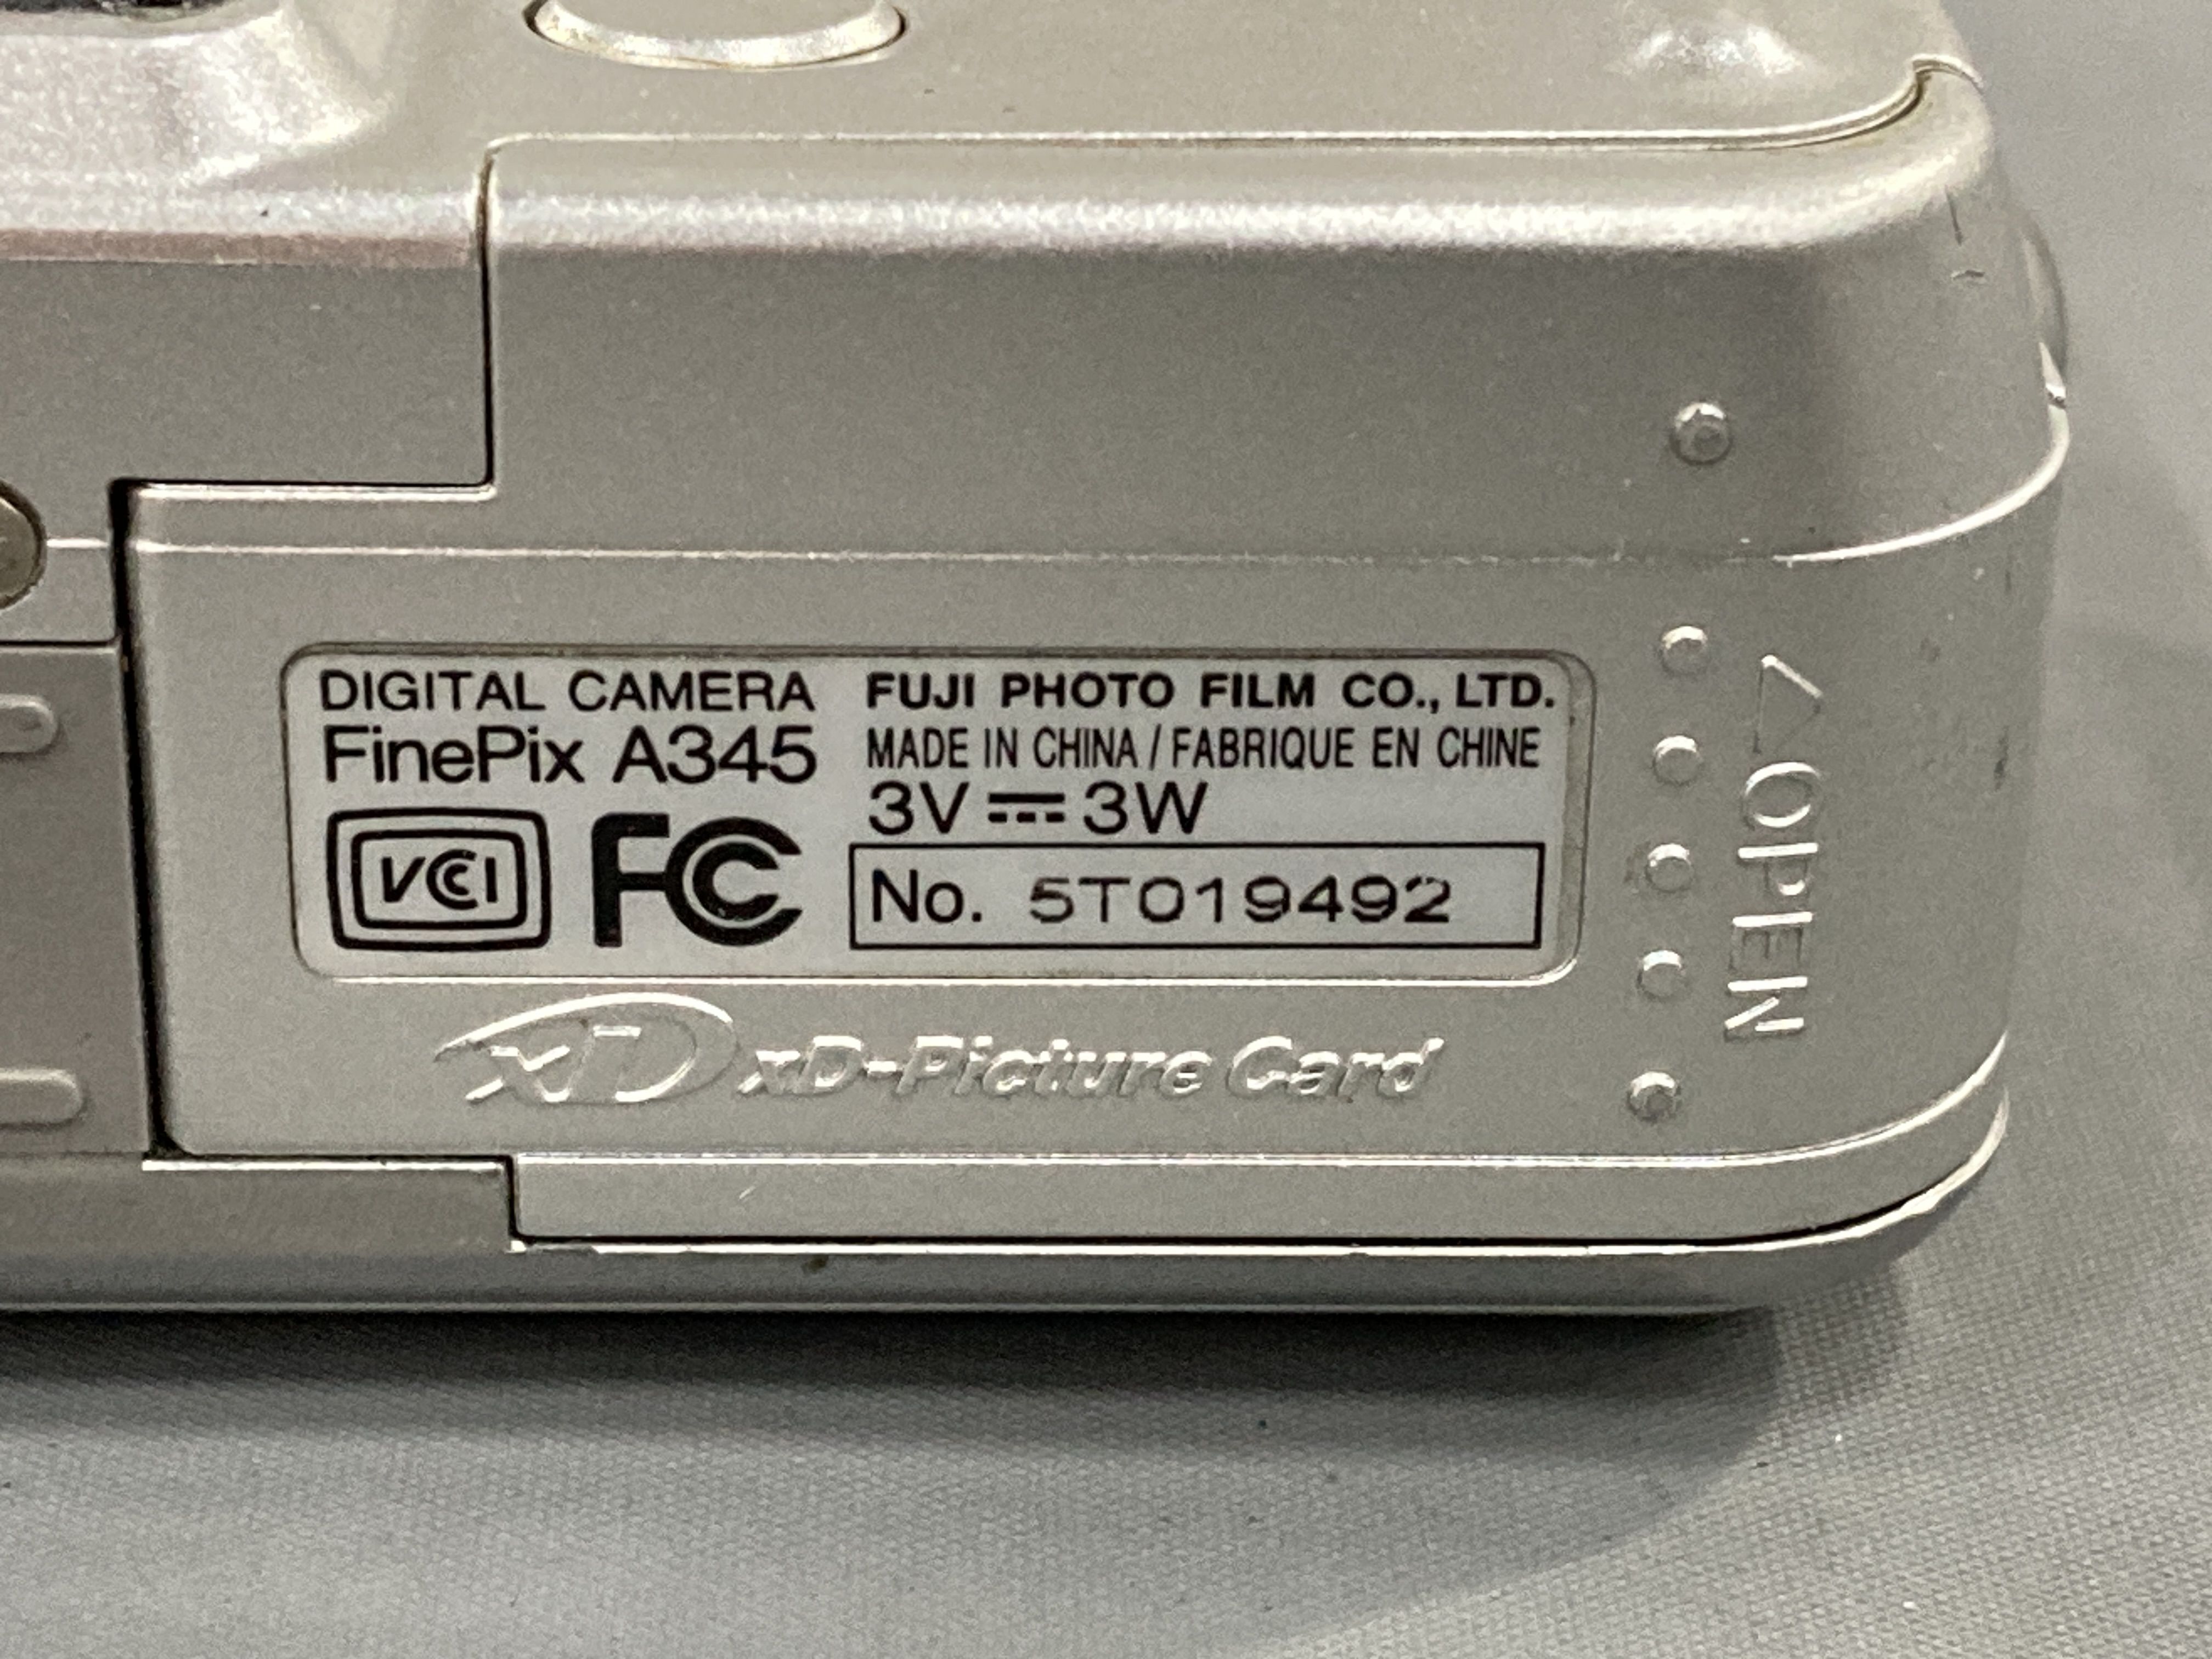 DIGITAL CAMERA
FinePix A345
VCCI
FC
FUJI PHOTO FILM CO., LTD.
MADE IN CHINA / FABRIQUE EN CHINE
3V ⎓ 3W
No. 5T019492
xD xD-Picture Card
△OPEN